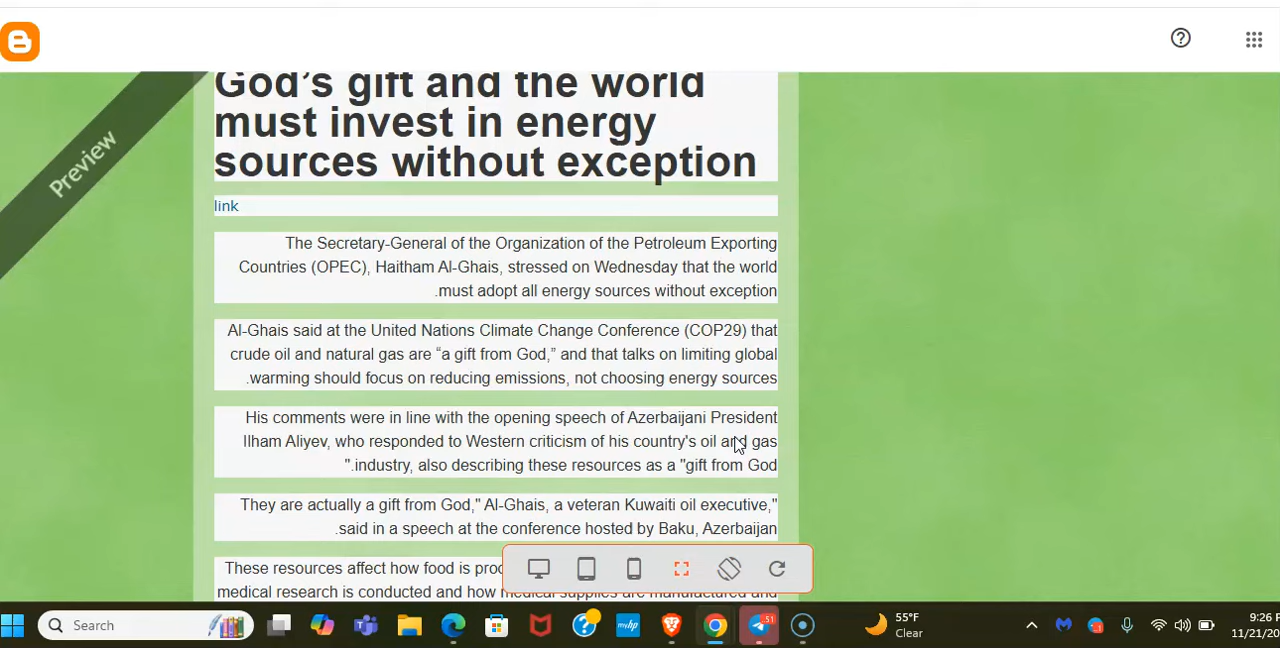 Preview
God's gift and the world
must invest in energy
sources without exception
link
The Secretary-General of the Organization of the Petroleum Exporting
Countries (OPEC), Haitham Al-Ghais, stressed on Wednesday that the world
.must adopt all energy sources without exception
Al-Ghais said at the United Nations Climate Change Conference (COP29) that
crude oil and natural gas are “a gift from God,” and that talks on limiting global
.warming should focus on reducing emissions, not choosing energy sources
His comments were in line with the opening speech of Azerbaijani President
Ilham Aliyev, who responded to Western criticism of his country's oil and gas
".industry, also describing these resources as a "gift from God
They are actually a gift from God," Al-Ghais, a veteran Kuwaiti oil executive,"
.said in a speech at the conference hosted by Baku, Azerbaijan
These resources affect how food is
medical research is conducted and how medical supplies are manufactured and
Search
myhp
51
55°F
Clear
9:26
11/21/20